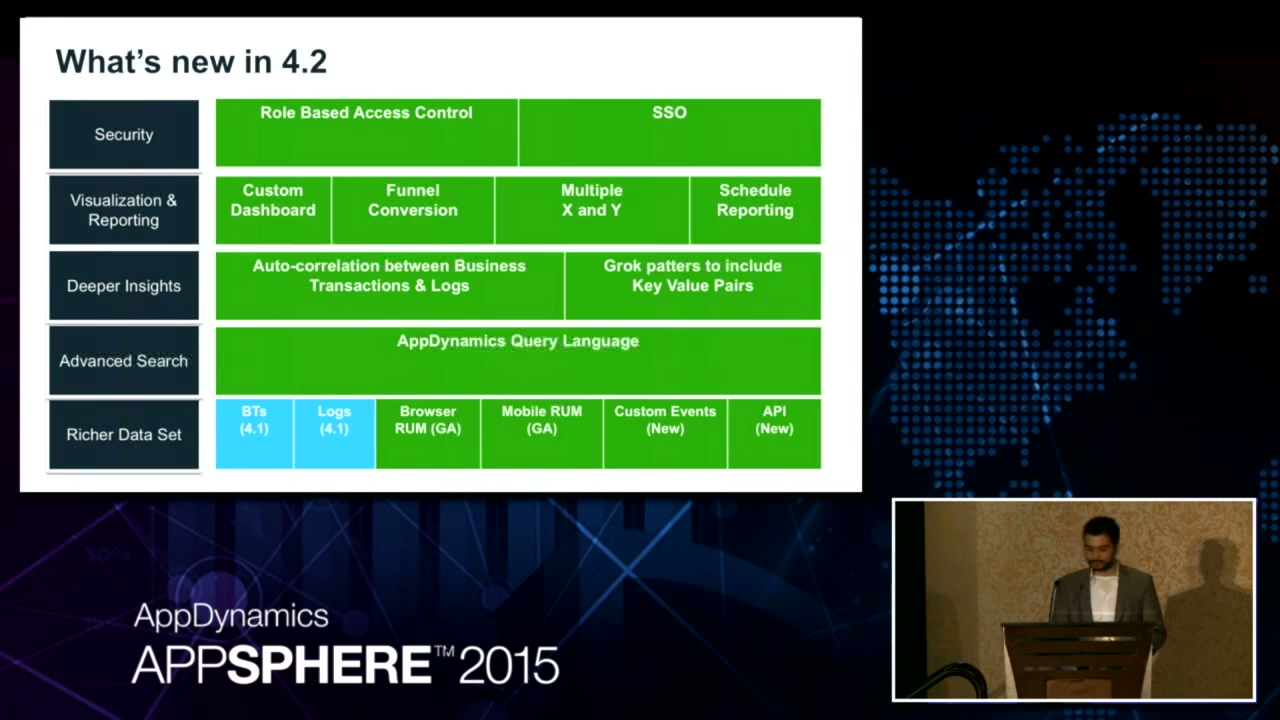 What's new in 4.2
Security
Role Based Access Control
SSO
Visualization &
Reporting
Custom
Dashboard
Funnel
Conversion
Multiple
X and Y
Schedule
Reporting
Deeper Insights
Auto-correlation between Business
Transactions & Logs
Grok patters to include
Key Value Pairs
Advanced Search
AppDynamics Query Language
Richer Data Set
BTs
(4.1)
Logs
(4.1)
Browser
RUM (GA)
Mobile RUM
(GA)
Custom Events
(New)
API
(New)
AppDynamics
APPSPHERE™ 2015